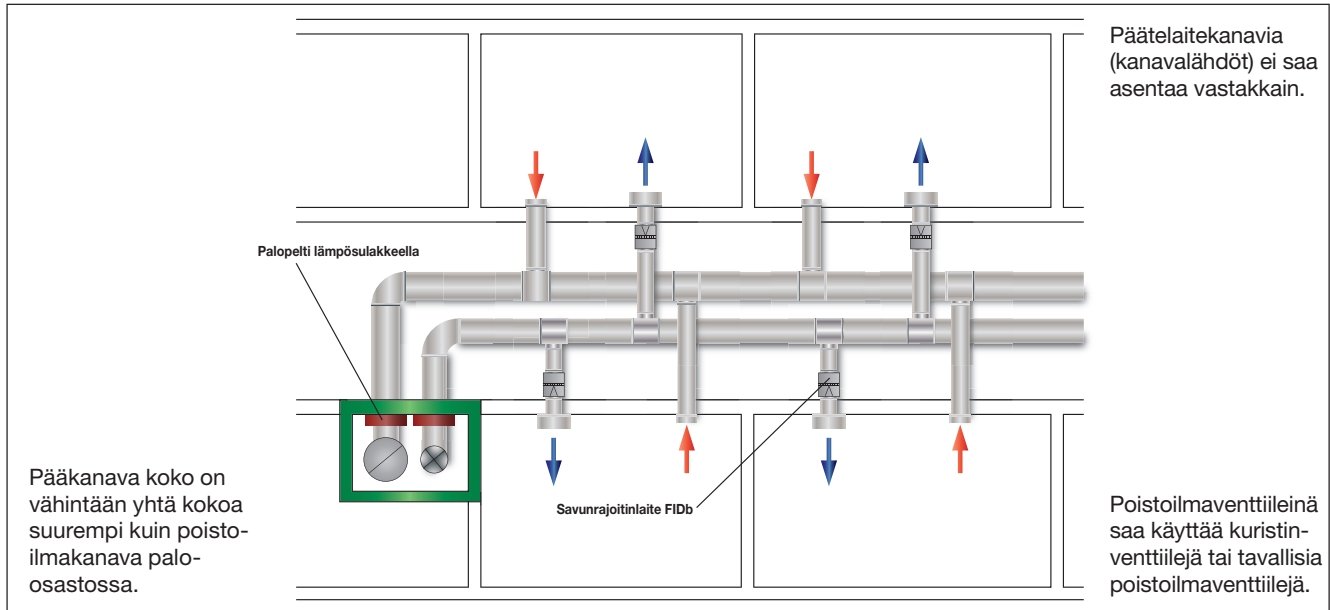 Päätelaitekanavia
(kanavalähdöt) ei saa
asentaa vastakkain.
Palopelti lämpösulakkeella
Pääkanava koko on
vähintään yhtä kokoa
suurempi kuin poisto-
ilmakanava palo-
osastossa.
Savunrajoitinlaite FIDb
Poistoilmaventtiileinä
saa käyttää kuristin-
venttiilejä tai tavallisia
poistoilmaventtiilejä.